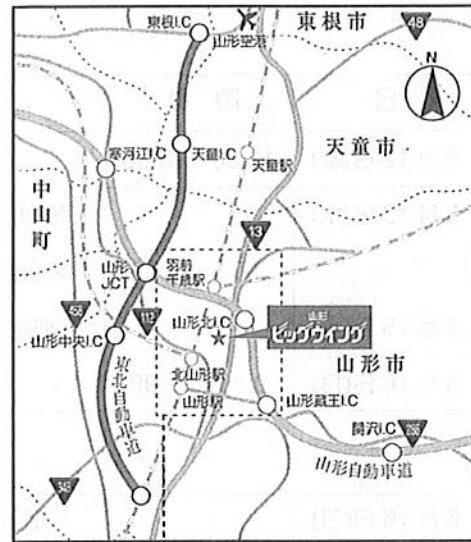 東根I.C
山形空港
東根市
48
N
天童市
寒河江I.C
天童I.C
天童駅
中山町
13
山形
JCT
羽前
千歳駅
山形北I.C
山形
ビッグウイング
458
112
山形中央I.C
北山形駅
山形駅
山形市
山形蔵王I.C
関沢I.C
286
山形自動車道
東北自動車道
348